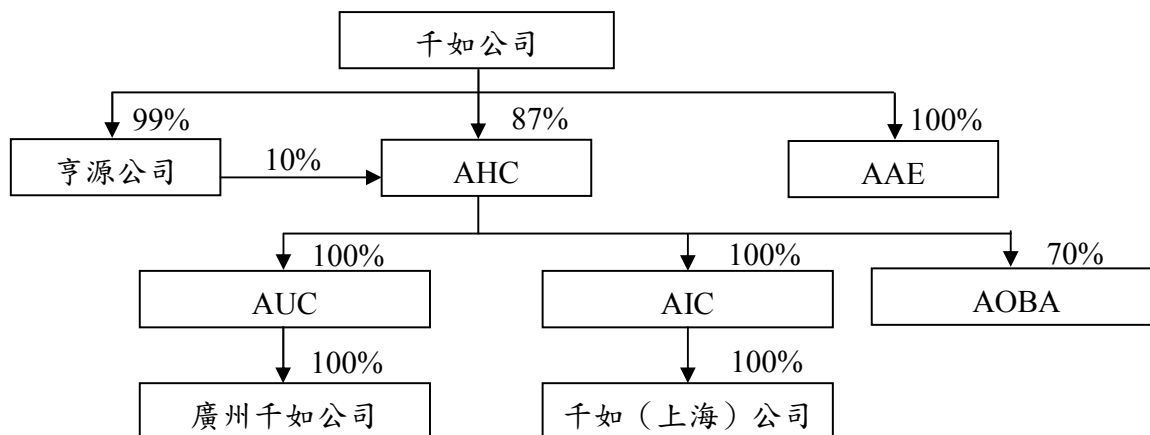 千如公司
99%
87%
100%
亨源公司
10%
AHC
AAE
100%
100%
70%
AUC
AIC
AOBA
100%
100%
廣州千如公司
千如（上海）公司